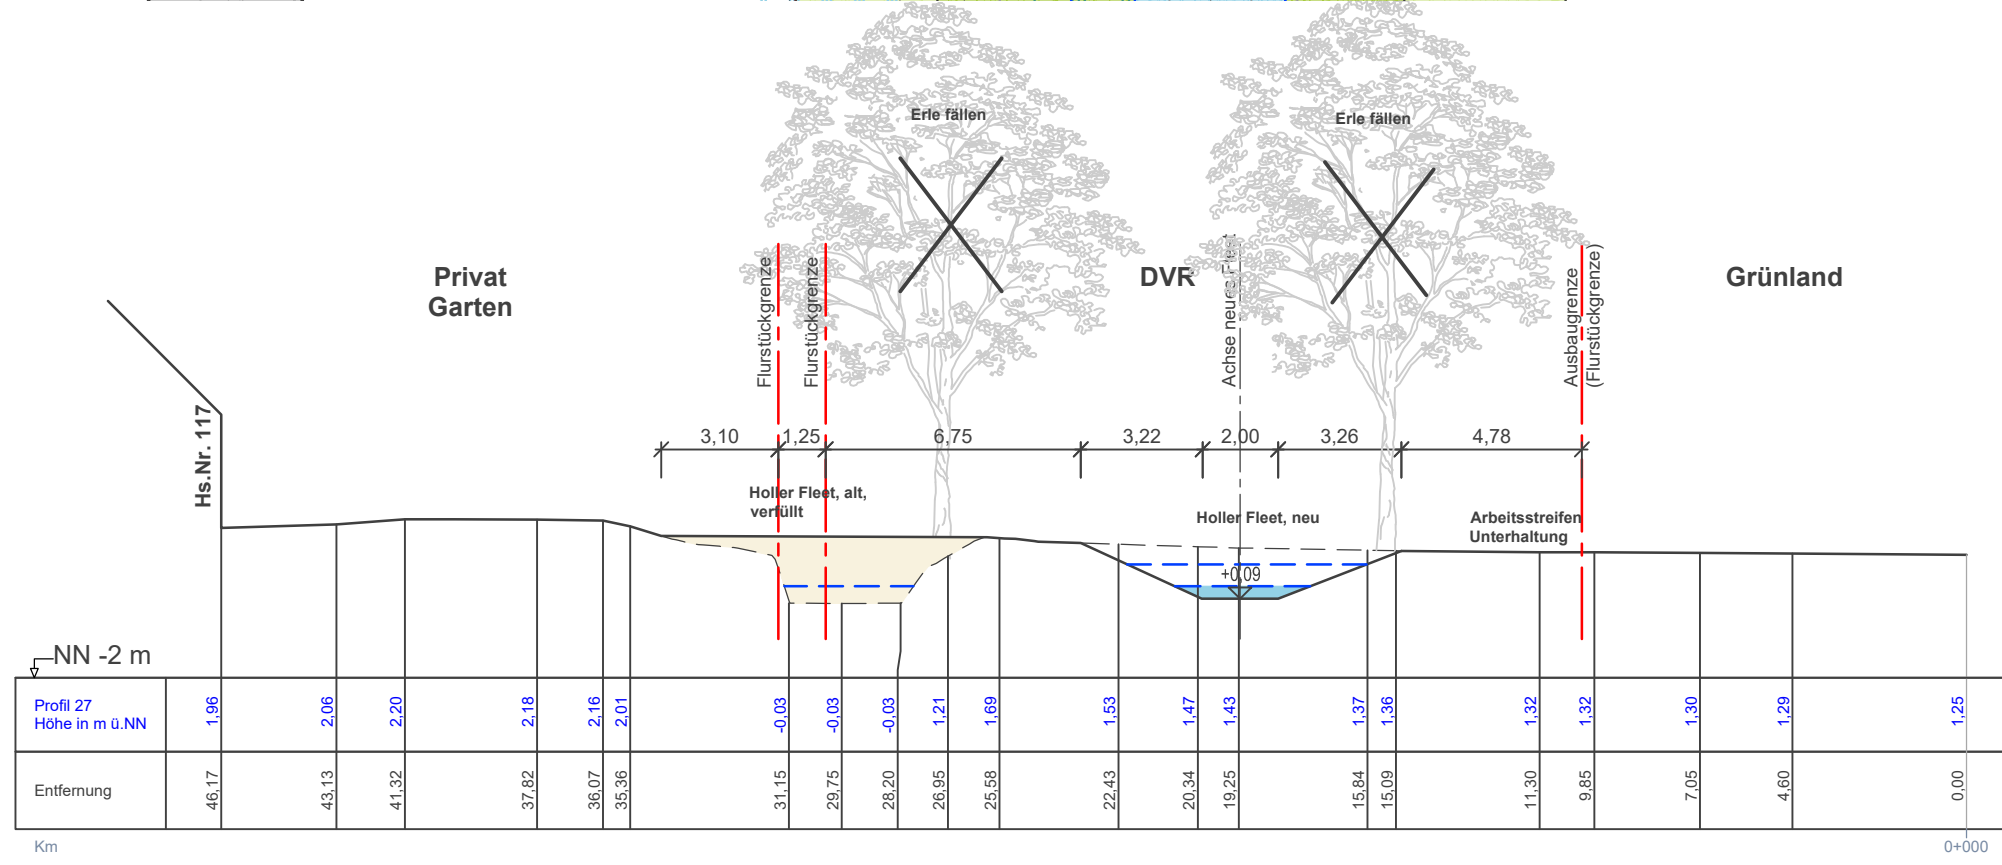 Erle fällen
Erle fällen
Privat
Garten
DVR
Grünland
Flurstückgrenze
Flurstückgrenze
Achse neues Fleet
Ausbaugrenze
(Flurstückgrenze)
Hs.Nr. 117
3,10 1,25 6,75 3,22 2,00 3,26 4,78
Holler Fleet, alt,
verfüllt
Holler Fleet, neu
Arbeitsstreifen
Unterhaltung
+0,09
NN -2 m
Profil 27
Höhe in m ü.NN
1,96 2,06 2,20 2,18 2,16 2,01 -0,03 -0,03 -0,03 1,21 1,69 1,53 1,47 1,43 1,37 1,36 1,32 1,32 1,30 1,29 1,25
Entfernung
46,17 43,13 41,32 37,82 36,07 35,36 31,15 29,75 28,20 26,95 25,58 22,43 20,34 19,25 15,84 15,09 11,30 9,85 7,05 4,60 0,00
Km
0+000